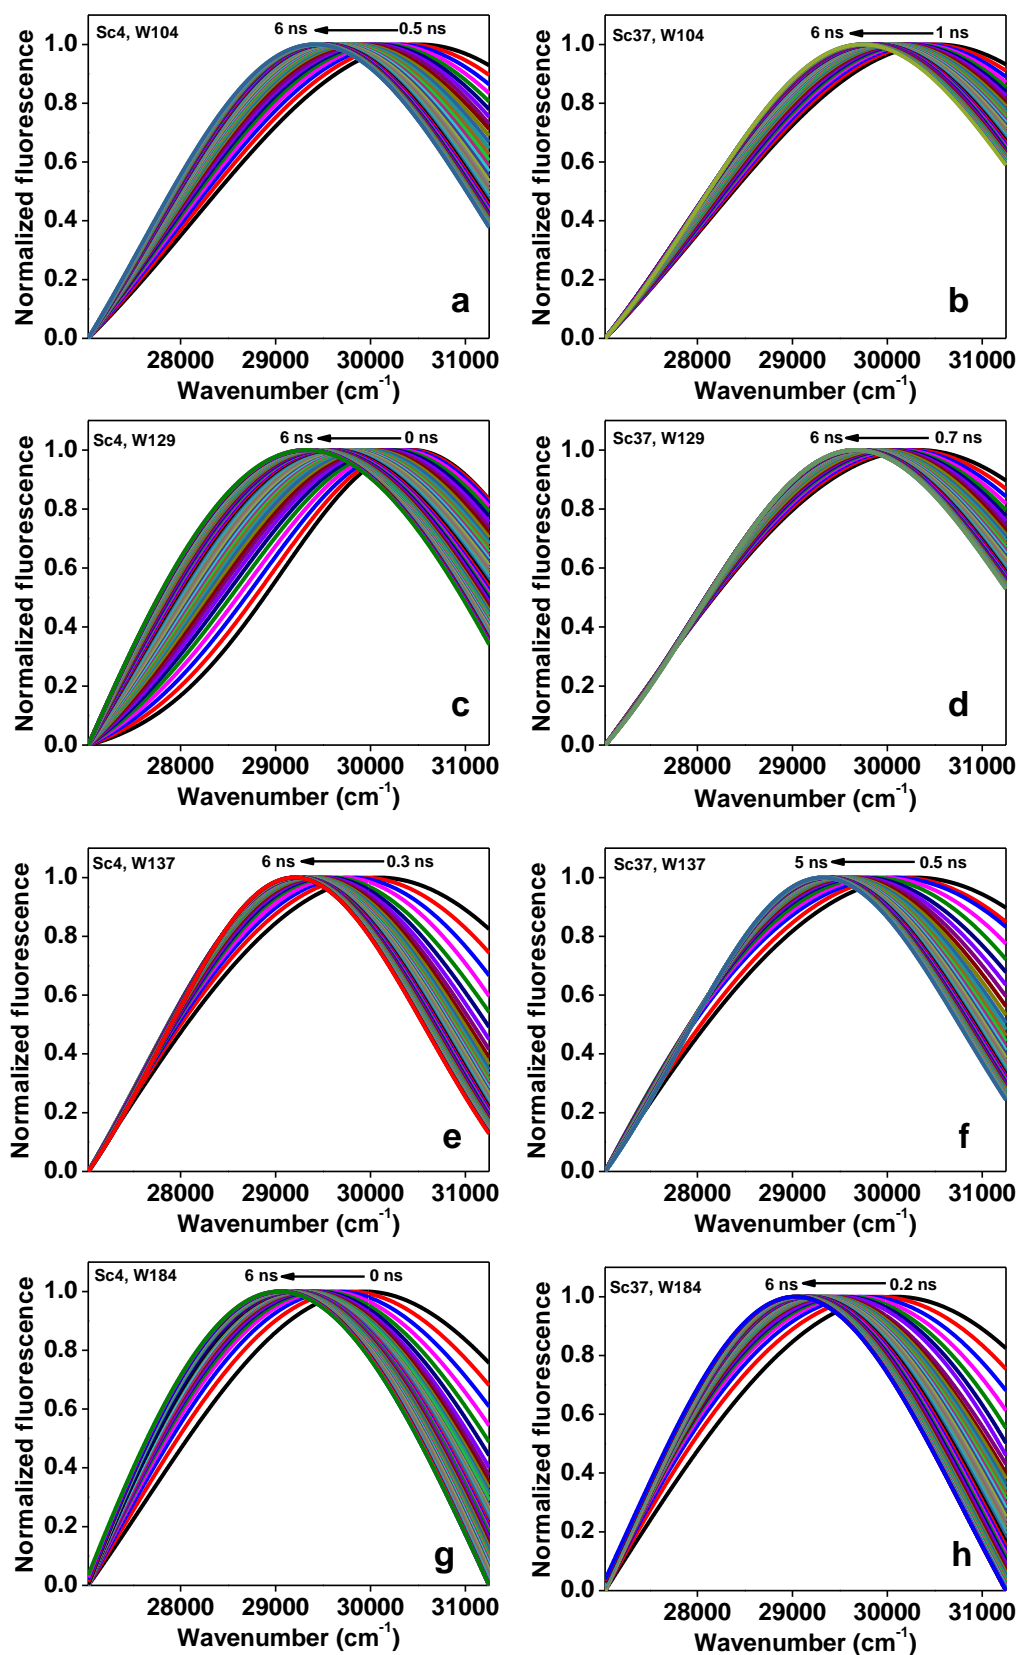 Sc4, W104
6 ns
0.5 ns
1.0
0.8
0.6
0.4
0.2
0.0
Normalized fluorescence
a
28000 29000 30000 31000
Wavenumber (cm-1)
Sc37, W104
6 ns
1 ns
1.0
0.8
0.6
0.4
0.2
0.0
Normalized fluorescence
b
28000 29000 30000 31000
Wavenumber (cm-1)
Sc4, W129
6 ns
0 ns
1.0
0.8
0.6
0.4
0.2
0.0
Normalized fluorescence
c
28000 29000 30000 31000
Wavenumber (cm-1)
Sc37, W129
6 ns
0.7 ns
1.0
0.8
0.6
0.4
0.2
0.0
Normalized fluorescence
d
28000 29000 30000 31000
Wavenumber (cm-1)
Sc4, W137
6 ns
0.3 ns
1.0
0.8
0.6
0.4
0.2
0.0
Normalized fluorescence
e
28000 29000 30000 31000
Wavenumber (cm-1)
Sc37, W137
5 ns
0.5 ns
1.0
0.8
0.6
0.4
0.2
0.0
Normalized fluorescence
f
28000 29000 30000 31000
Wavenumber (cm-1)
Sc4, W184
6 ns
0 ns
1.0
0.8
0.6
0.4
0.2
0.0
Normalized fluorescence
g
28000 29000 30000 31000
Wavenumber (cm-1)
Sc37, W184
6 ns
0.2 ns
1.0
0.8
0.6
0.4
0.2
0.0
Normalized fluorescence
h
28000 29000 30000 31000
Wavenumber (cm-1)